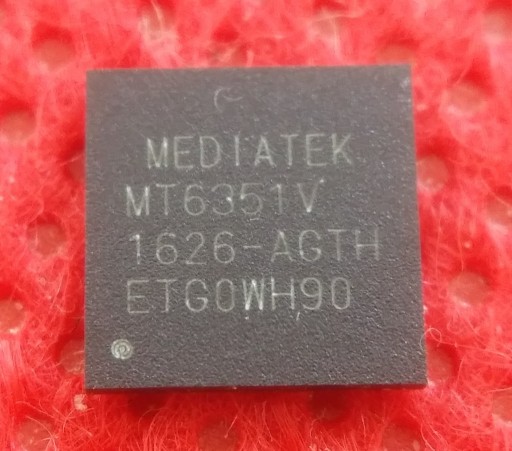 MEDIATEK
MT6351V
1626-AGTH
ETG0WH90